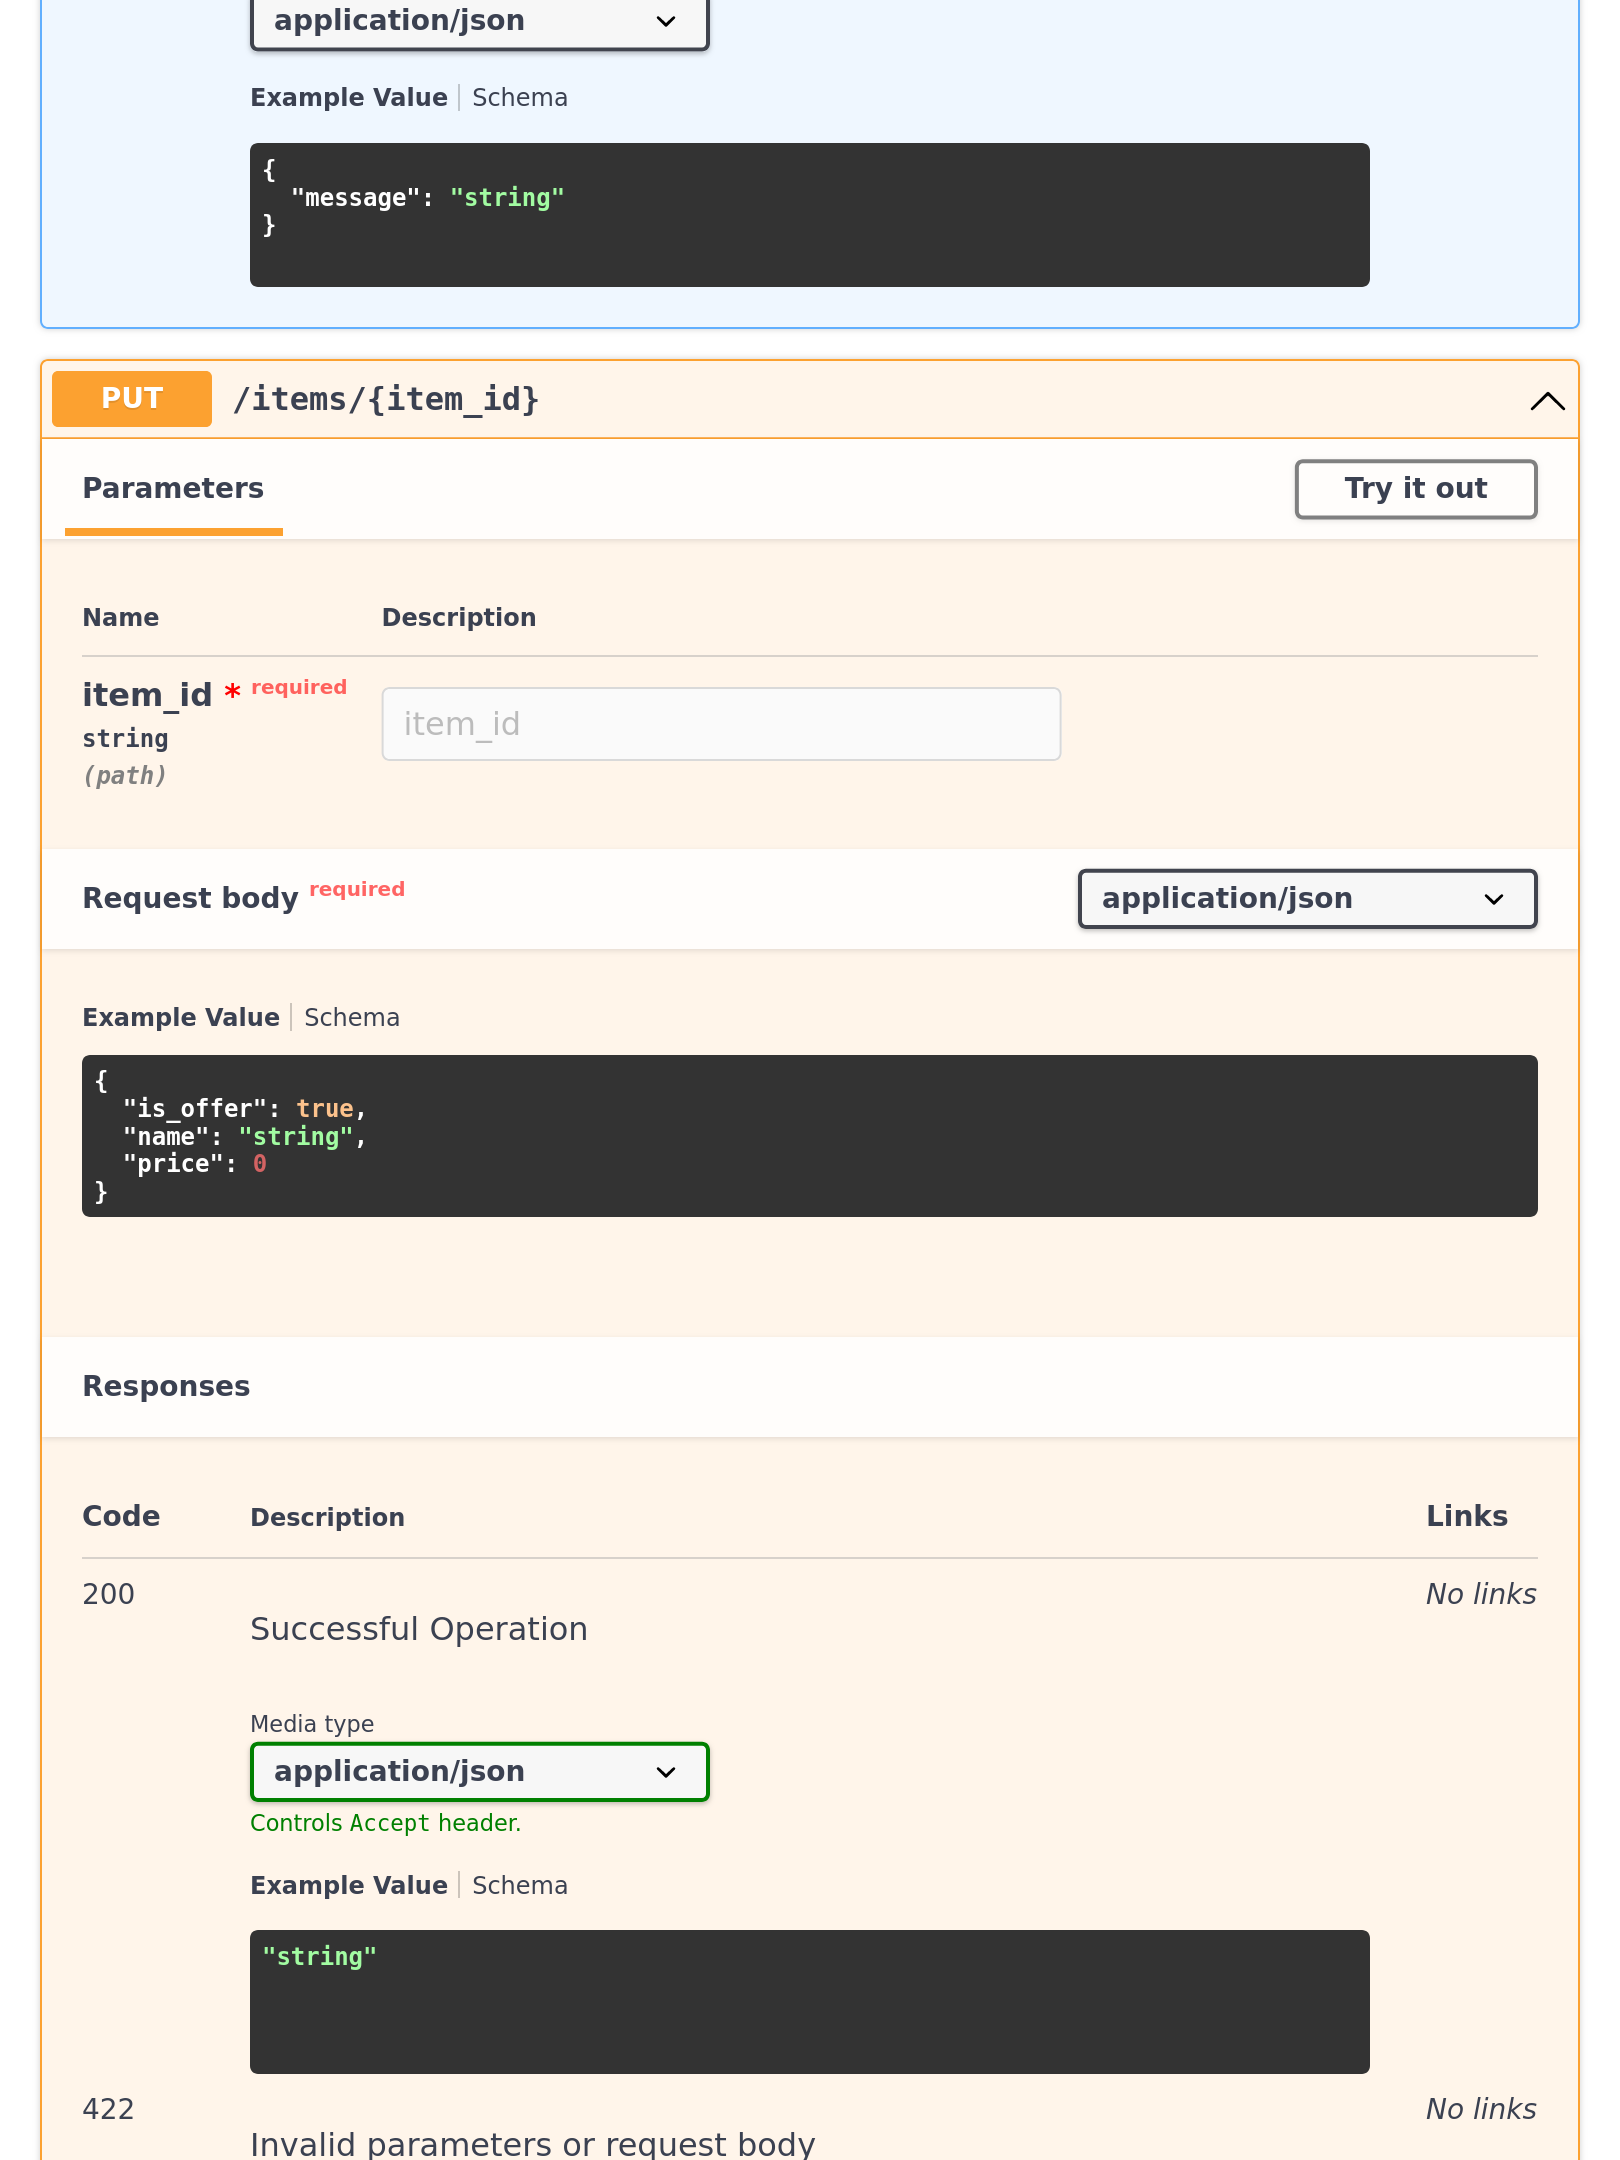 application/json
Example Value Schema
{
"message": "string"
}
PUT /items/{item_id}
Parameters Try it out
Name Description
item_id * required
item_id
string
(path)
Request body required application/json
Example Value Schema
{
"is_offer": true,
"name": "string",
"price": 0
}
Responses
Code Description Links
200 No links
Successful Operation
Media type
application/json
Controls Accept header.
Example Value Schema
"string"
422 No links
Invalid parameters or request body